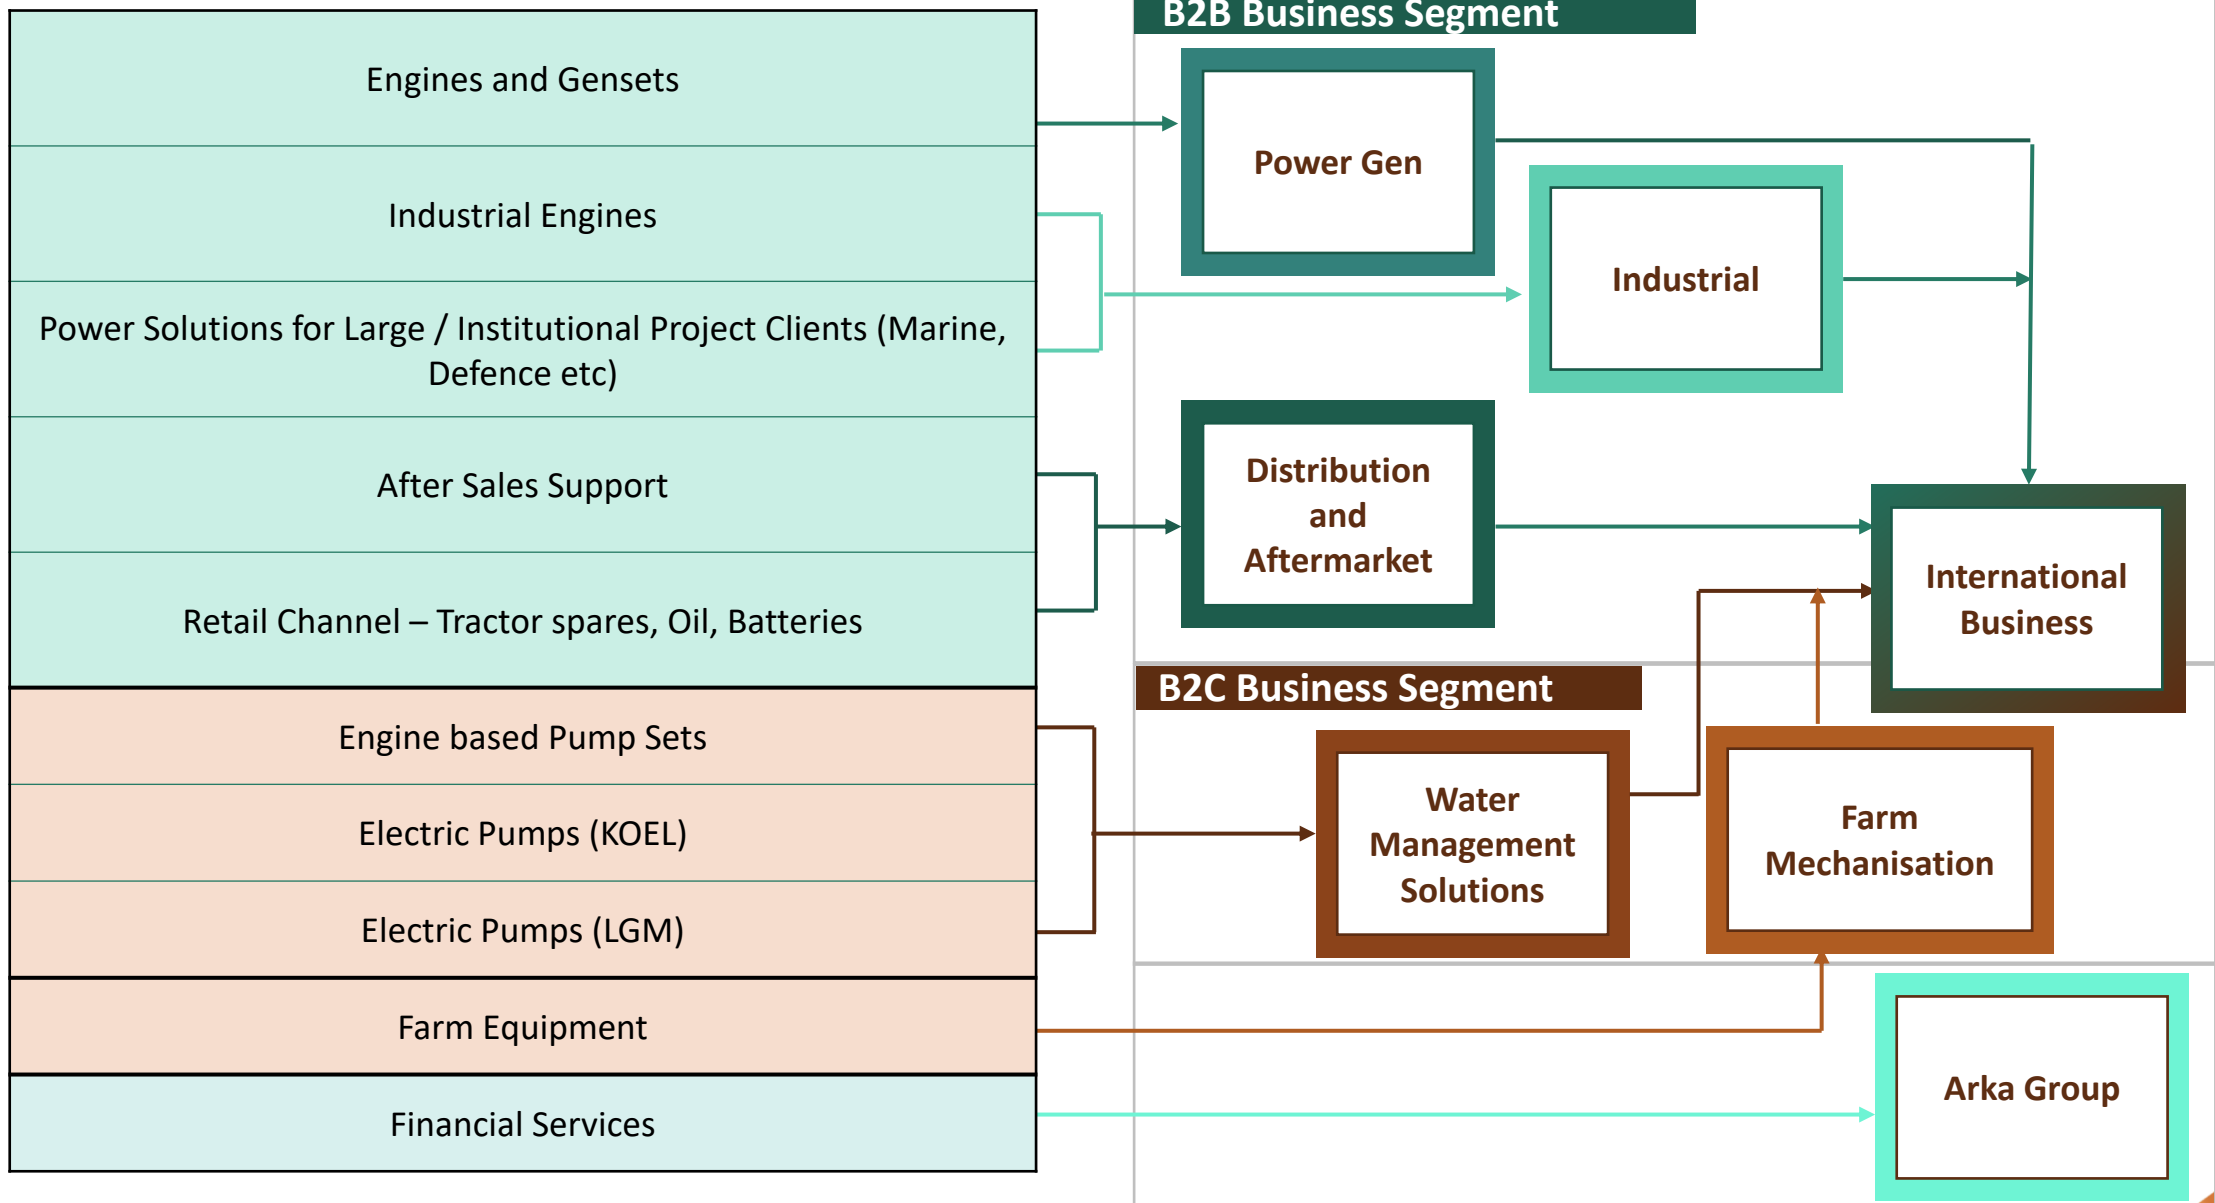 Engines and Gensets
Industrial Engines
Power Solutions for Large / Institutional Project Clients (Marine,
Defence etc)
After Sales Support
Retail Channel – Tractor spares, Oil, Batteries
Engine based Pump Sets
Electric Pumps (KOEL)
Electric Pumps (LGM)
Farm Equipment
Financial Services
B2B Business Segment
Power Gen
Industrial
Distribution
and
Aftermarket
International
Business
B2C Business Segment
Water
Management
Solutions
Farm
Mechanisation
Arka Group